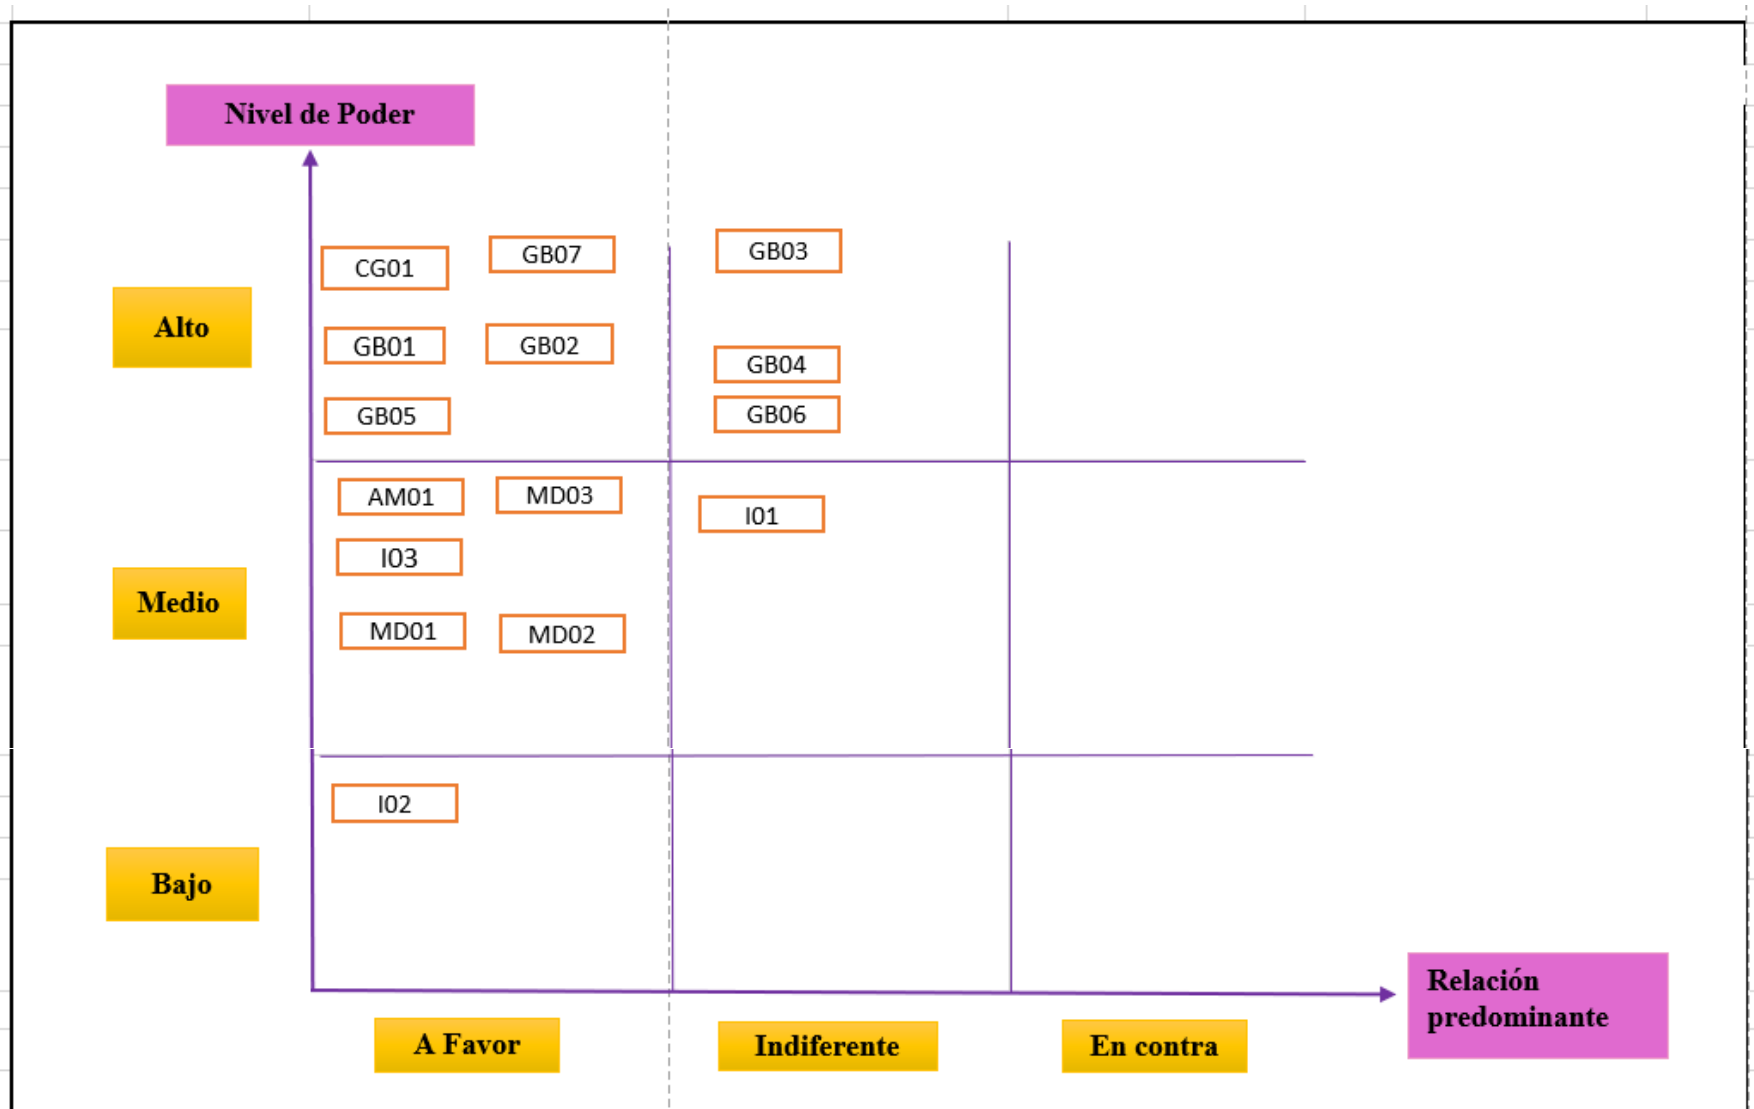 Nivel de Poder
CG01
GB07
GB03
Alto
GB01
GB02
GB04
GB05
GB06
AM01
MD03
I01
I03
Medio
MD01
MD02
I02
Bajo
Relación
predominante
A Favor
Indiferente
En contra